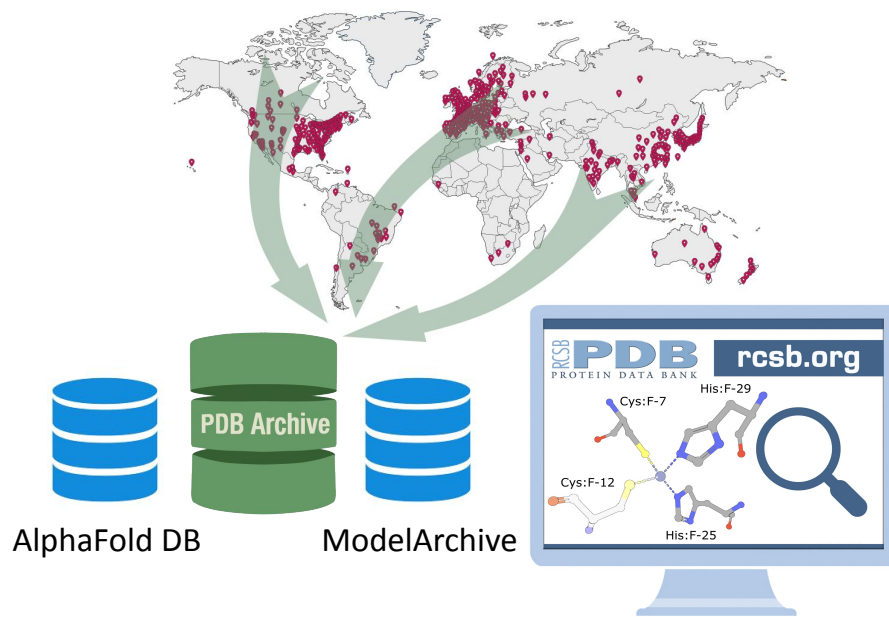 RCSB
PDB
PROTEIN DATA BANK
rcsb.org
Cys:F-7
His:F-29
Cys:F-12
His:F-25
PDB Archive
AlphaFold DB
ModelArchive